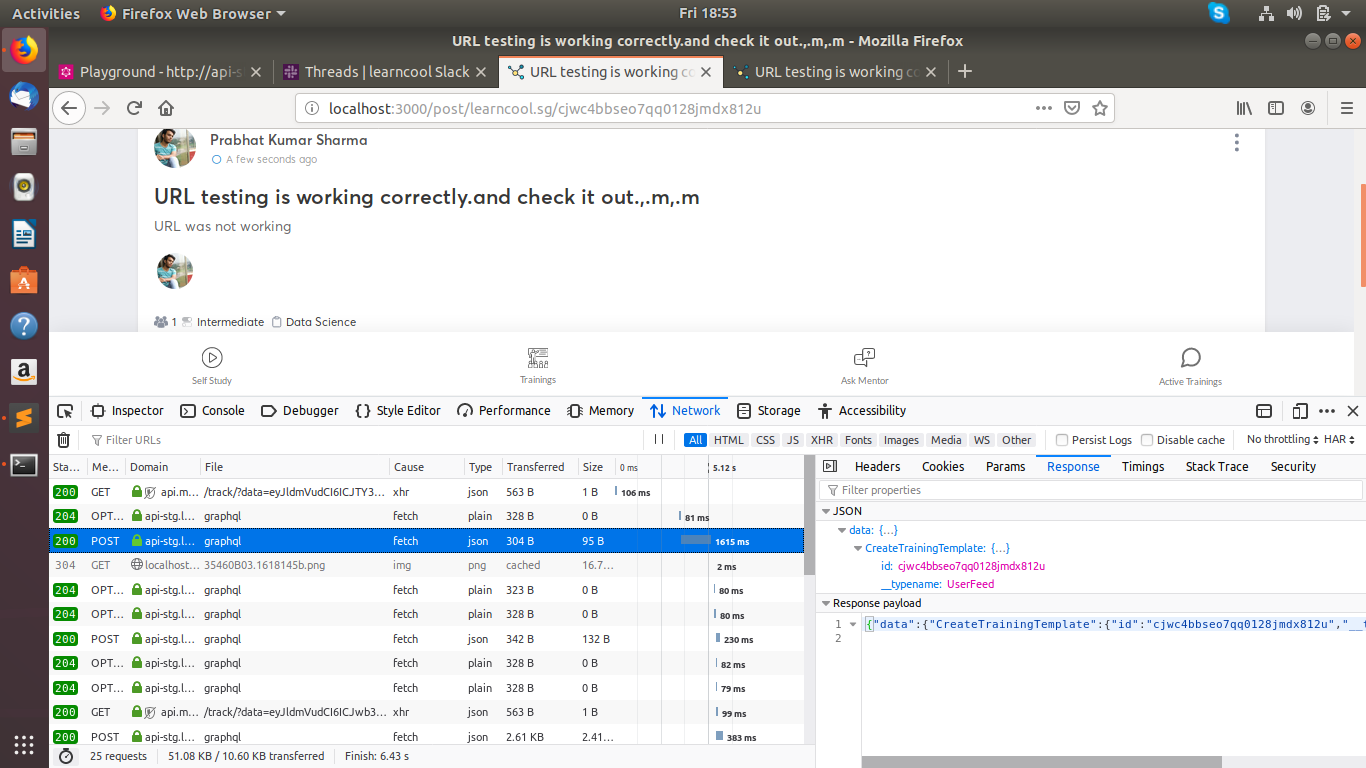 Activities Firefox Web Browser Fri 18:53
URL testing is working correctly.and check it out.,.m,.m - Mozilla Firefox
Playground - http://api-s Threads | learncool Slack URL testing is working co URL testing is working co
localhost:3000/post/learncool.sg/cjwc4bbseo7qq0128jmdx812u
Prabhat Kumar Sharma
A few seconds ago
URL testing is working correctly.and check it out.,.m,.m
URL was not working
1 Intermediate Data Science
Self Study Trainings Ask Mentor Active Trainings
Inspector Console Debugger Style Editor Performance Memory Network Storage Accessibility
Filter URLs All HTML CSS JS XHR Fonts Images Media WS Other Persist Logs Disable cache No throttling HAR
Sta… Me… Domain File Cause Type Transferred Size 0 ms 5.12 s Headers Cookies Params Response Timings Stack Trace Security
200 GET api.m… /track/?data=eyJldmVudCI6ICJTY3… xhr json 563 B 1 B 106 ms Filter properties
204 OPT… api-stg.l… graphql fetch plain 328 B 0 B 81 ms JSON
data: {…}
200 POST api-stg.l… graphql fetch json 304 B 95 B 1615 ms CreateTrainingTemplate: {…}
304 GET localhost… 35460B03.1618145b.png img png cached 16.7… 2 ms id: cjwc4bbseo7qq0128jmdx812u
200 OPT… api-stg.l… graphql fetch plain 323 B 0 B 80 ms __typename: UserFeed
204 OPT… api-stg.l… graphql fetch plain 328 B 0 B 80 ms Response payload
200 POST api-stg.l… graphql fetch json 342 B 132 B 230 ms 1 {"data":{"CreateTrainingTemplate":{"id":"cjwc4bbseo7qq0128jmdx812u","__t
2
204 OPT… api-stg.l… graphql fetch plain 328 B 0 B 82 ms
204 OPT… api-stg.l… graphql fetch plain 328 B 0 B 79 ms
200 GET api.m… /track/?data=eyJldmVudCI6ICJwb3… xhr json 563 B 1 B 99 ms
200 POST api-stg.l… graphql fetch json 2.61 KB 2.41… 383 ms
25 requests 51.08 KB / 10.60 KB transferred Finish: 6.43 s